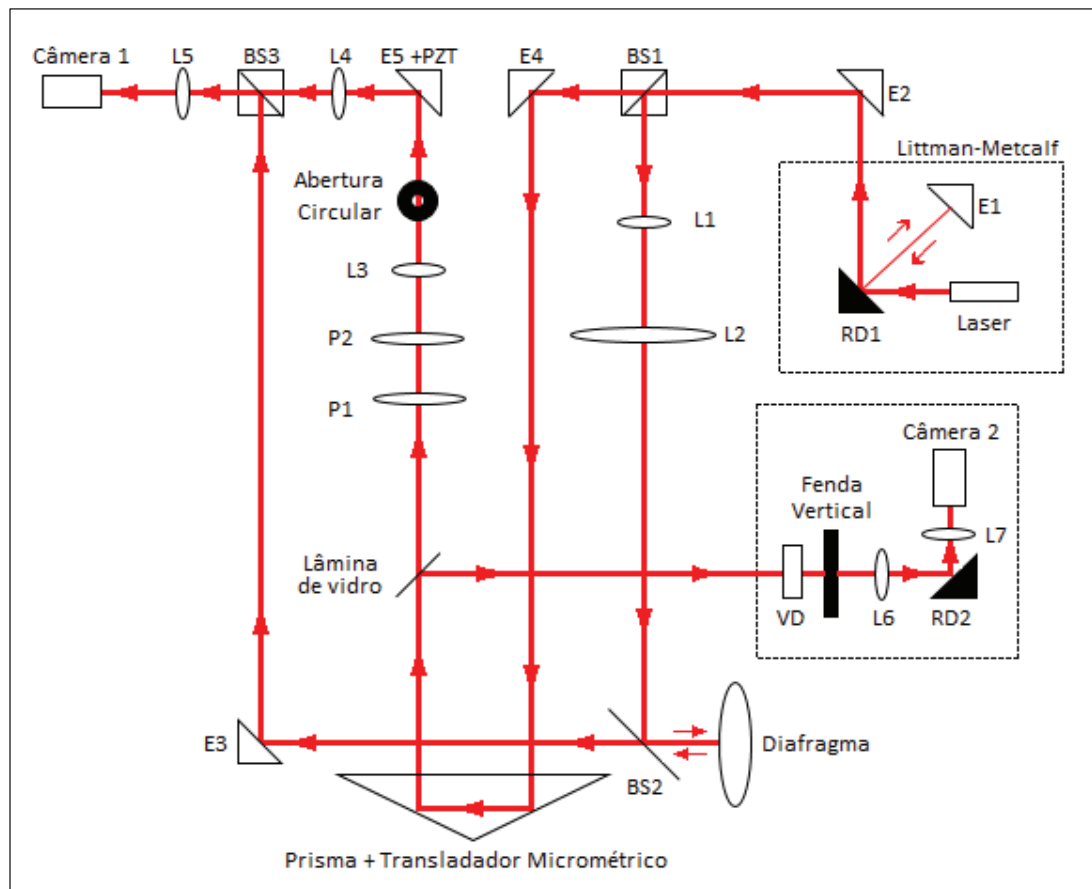 Câmera 1
L5
BS3
L4
E5 +PZT
E4
BS1
E2
Littman-Metcalf
E1
Abertura
Circular
L1
L3
RD1
Laser
P2
L2
P1
Câmera 2
Fenda
Vertical
L7
Lâmina
de vidro
VD
L6
RD2
E3
BS2
Diafragma
Prisma + Transladador Micrométrico